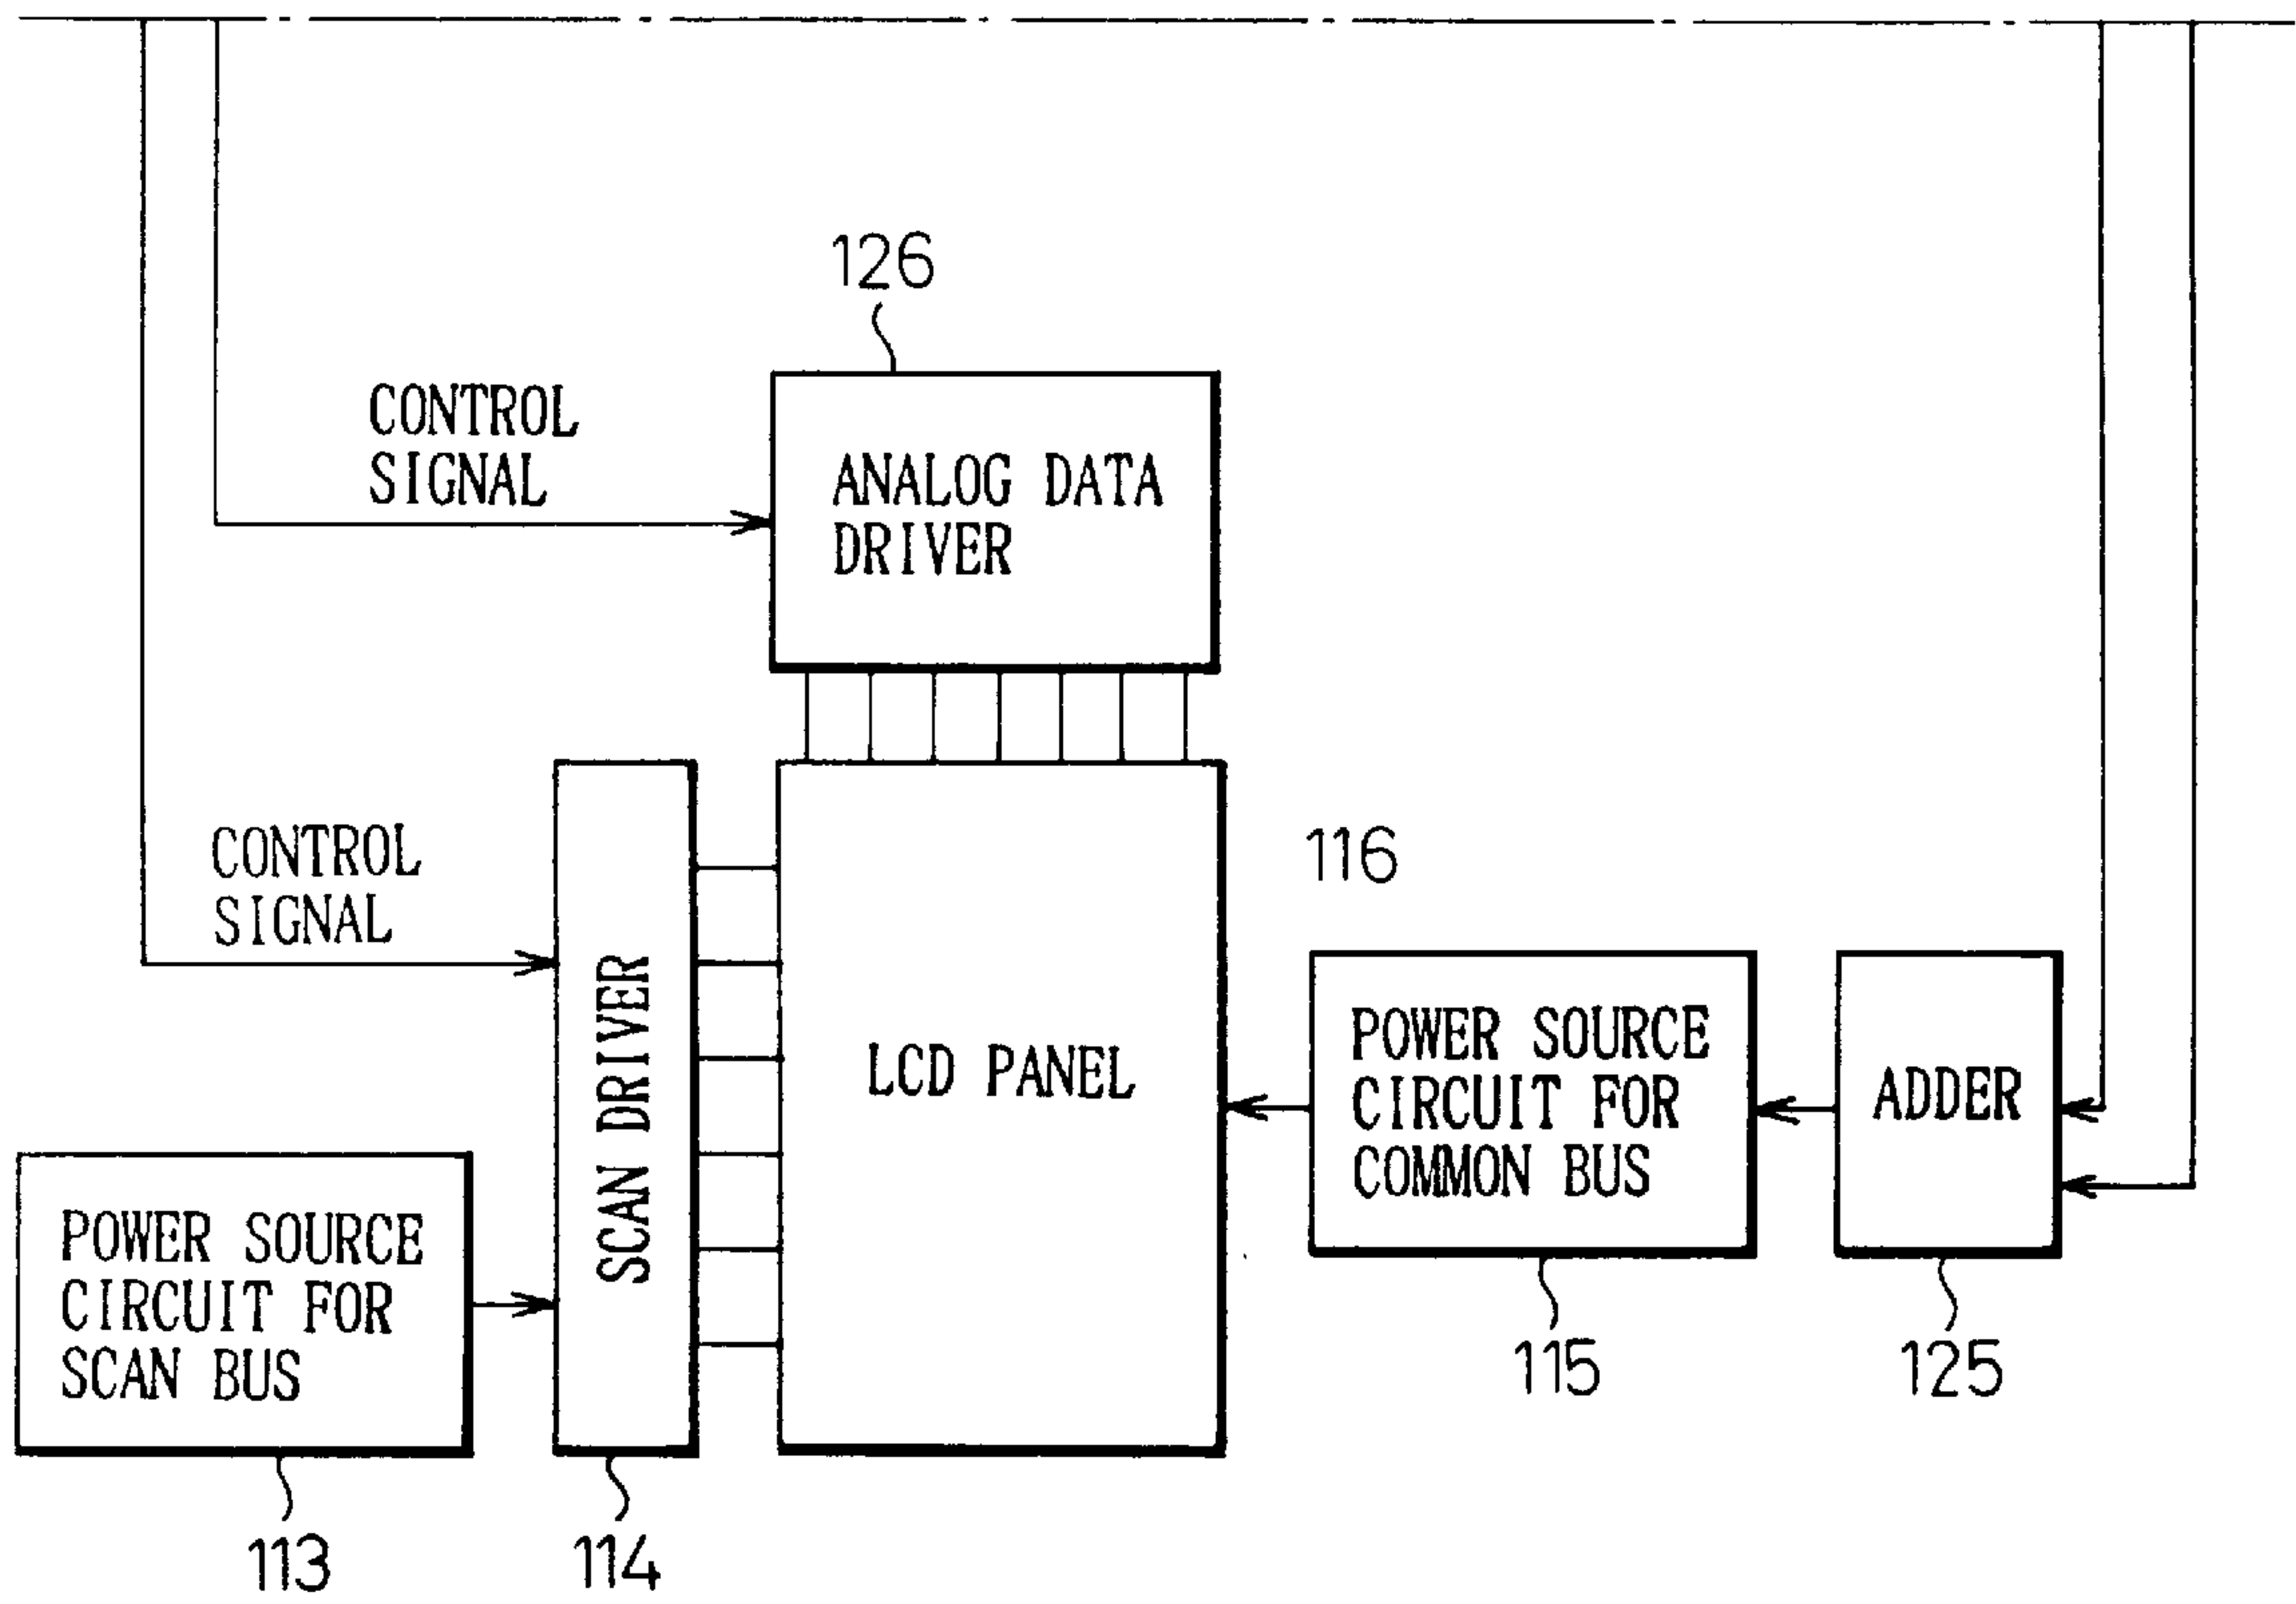 126
CONTROL
SIGNAL
ANALOG DATA
DRIVER
CONTROL
SIGNAL
116
SCAN DRIVER
LCD PANEL
POWER SOURCE
CIRCUIT FOR
COMMON BUS
ADDER
POWER SOURCE
CIRCUIT FOR
SCAN BUS
115
125
113
114